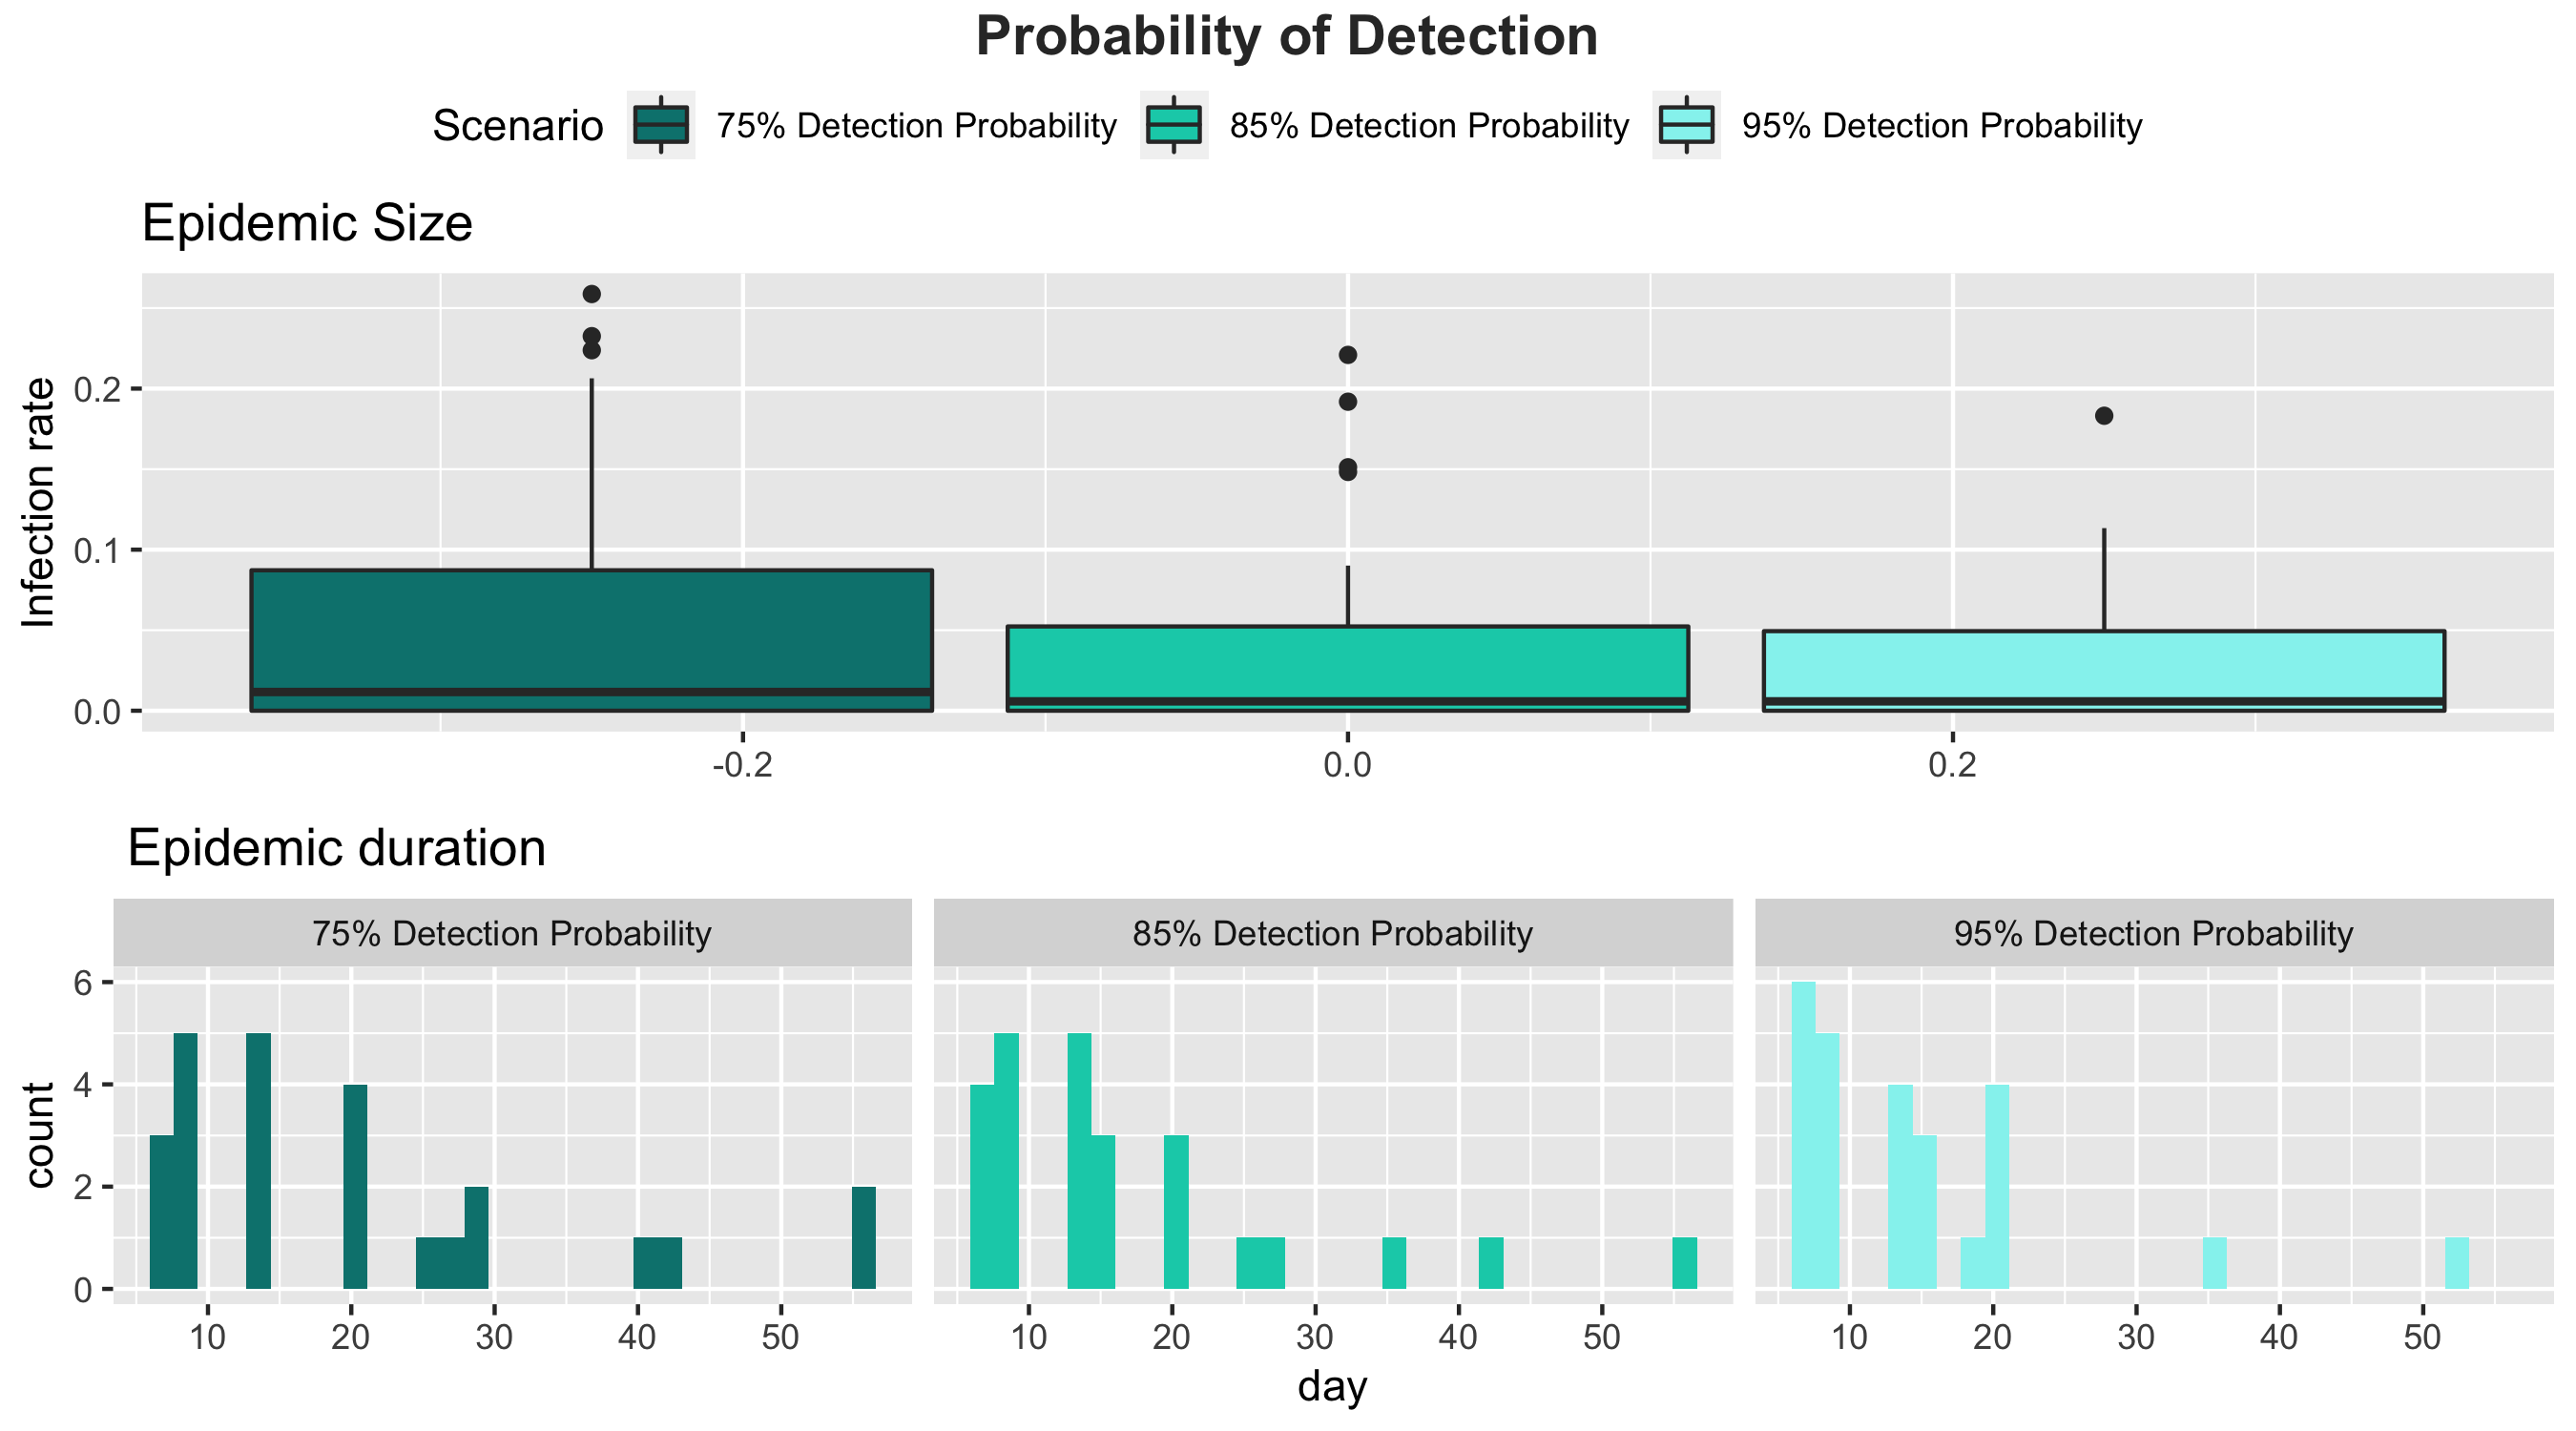 Probability of Detection
Scenario 75% Detection Probability 85% Detection Probability 95% Detection Probability
Epidemic Size
Infection rate
0.2
0.1
0.0
-0.2 0.0 0.2
Epidemic duration
75% Detection Probability 85% Detection Probability 95% Detection Probability
count
6
4
2
0
10 20 30 40 50 10 20 30 40 50 10 20 30 40 50
day